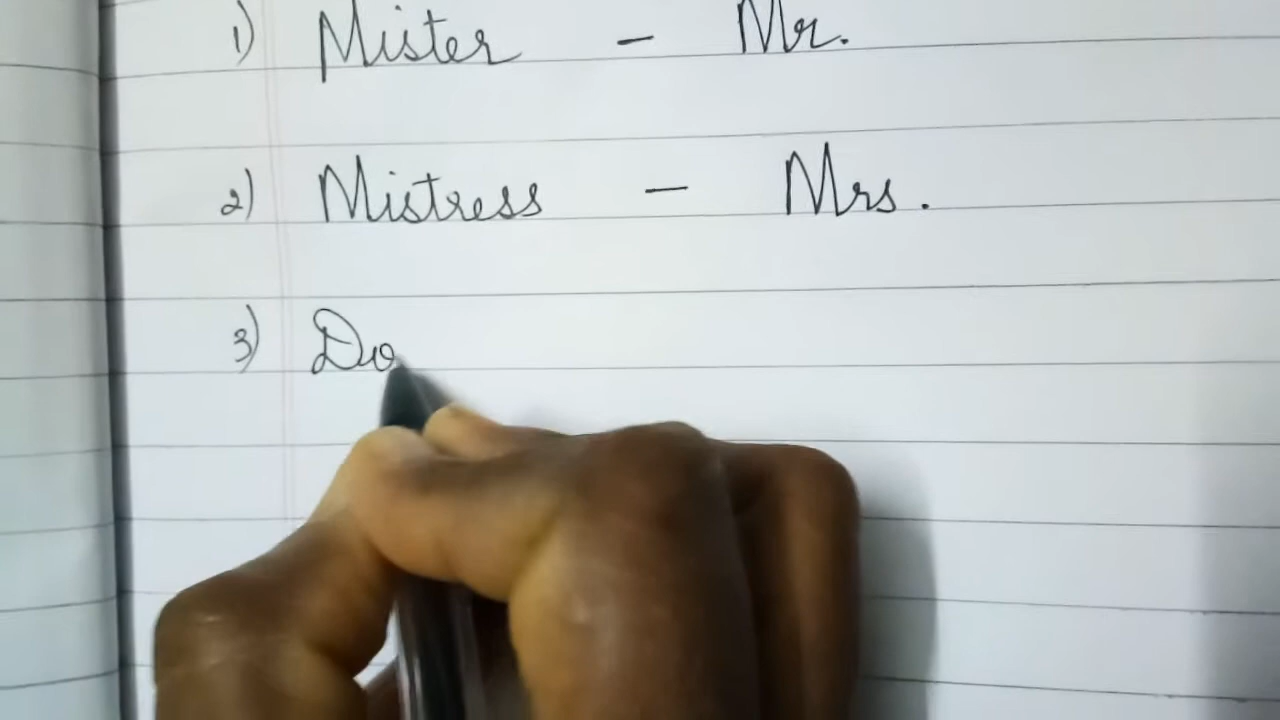 1) Mister - Mr.
2) Mistress - Mrs.
3) Do